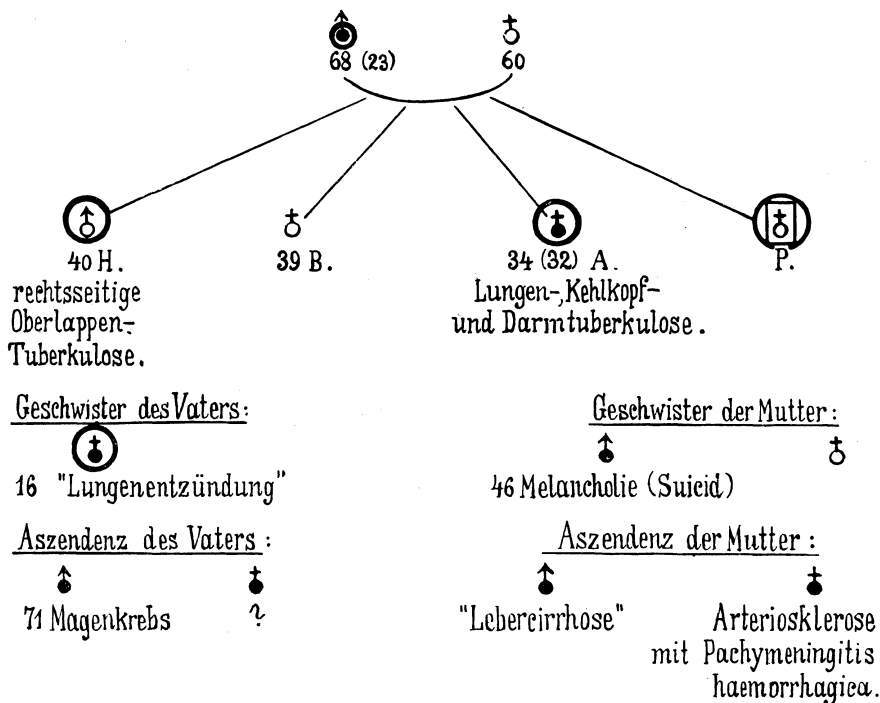 68 (23) 60
40 H. 39 B. 34 (32) A. P.
rechtsseitige
Oberlappen-
Tuberkulose.
Lungen-, Kehlkopf-
und Darmtuberkulose.
Geschwister des Vaters:
16 "Lungenentzündung"
Geschwister der Mutter:
46 Melancholie (Suicid)
Aszendenz des Vaters:
71 Magenkrebs ?
Aszendenz der Mutter:
"Lebercirrhose"
Arteriosklerose
mit Pachymeningitis
haemorrhagica.